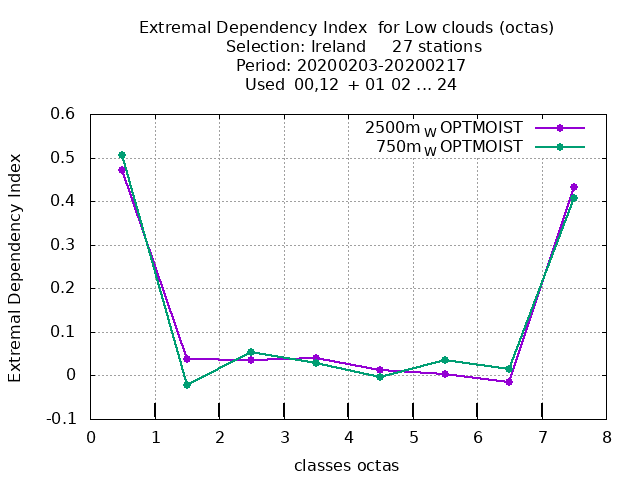 Extremal Dependency Index  for Low clouds (octas)
Selection: Ireland     27 stations
Period: 20200203-20200217
Used  00,12  + 01 02 ... 24
2500m_W OPTMOIST
750m_W OPTMOIST
0.6
0.5
0.4
0.3
0.2
0.1
0
-0.1
Extremal Dependency Index
0 1 2 3 4 5 6 7 8
classes octas